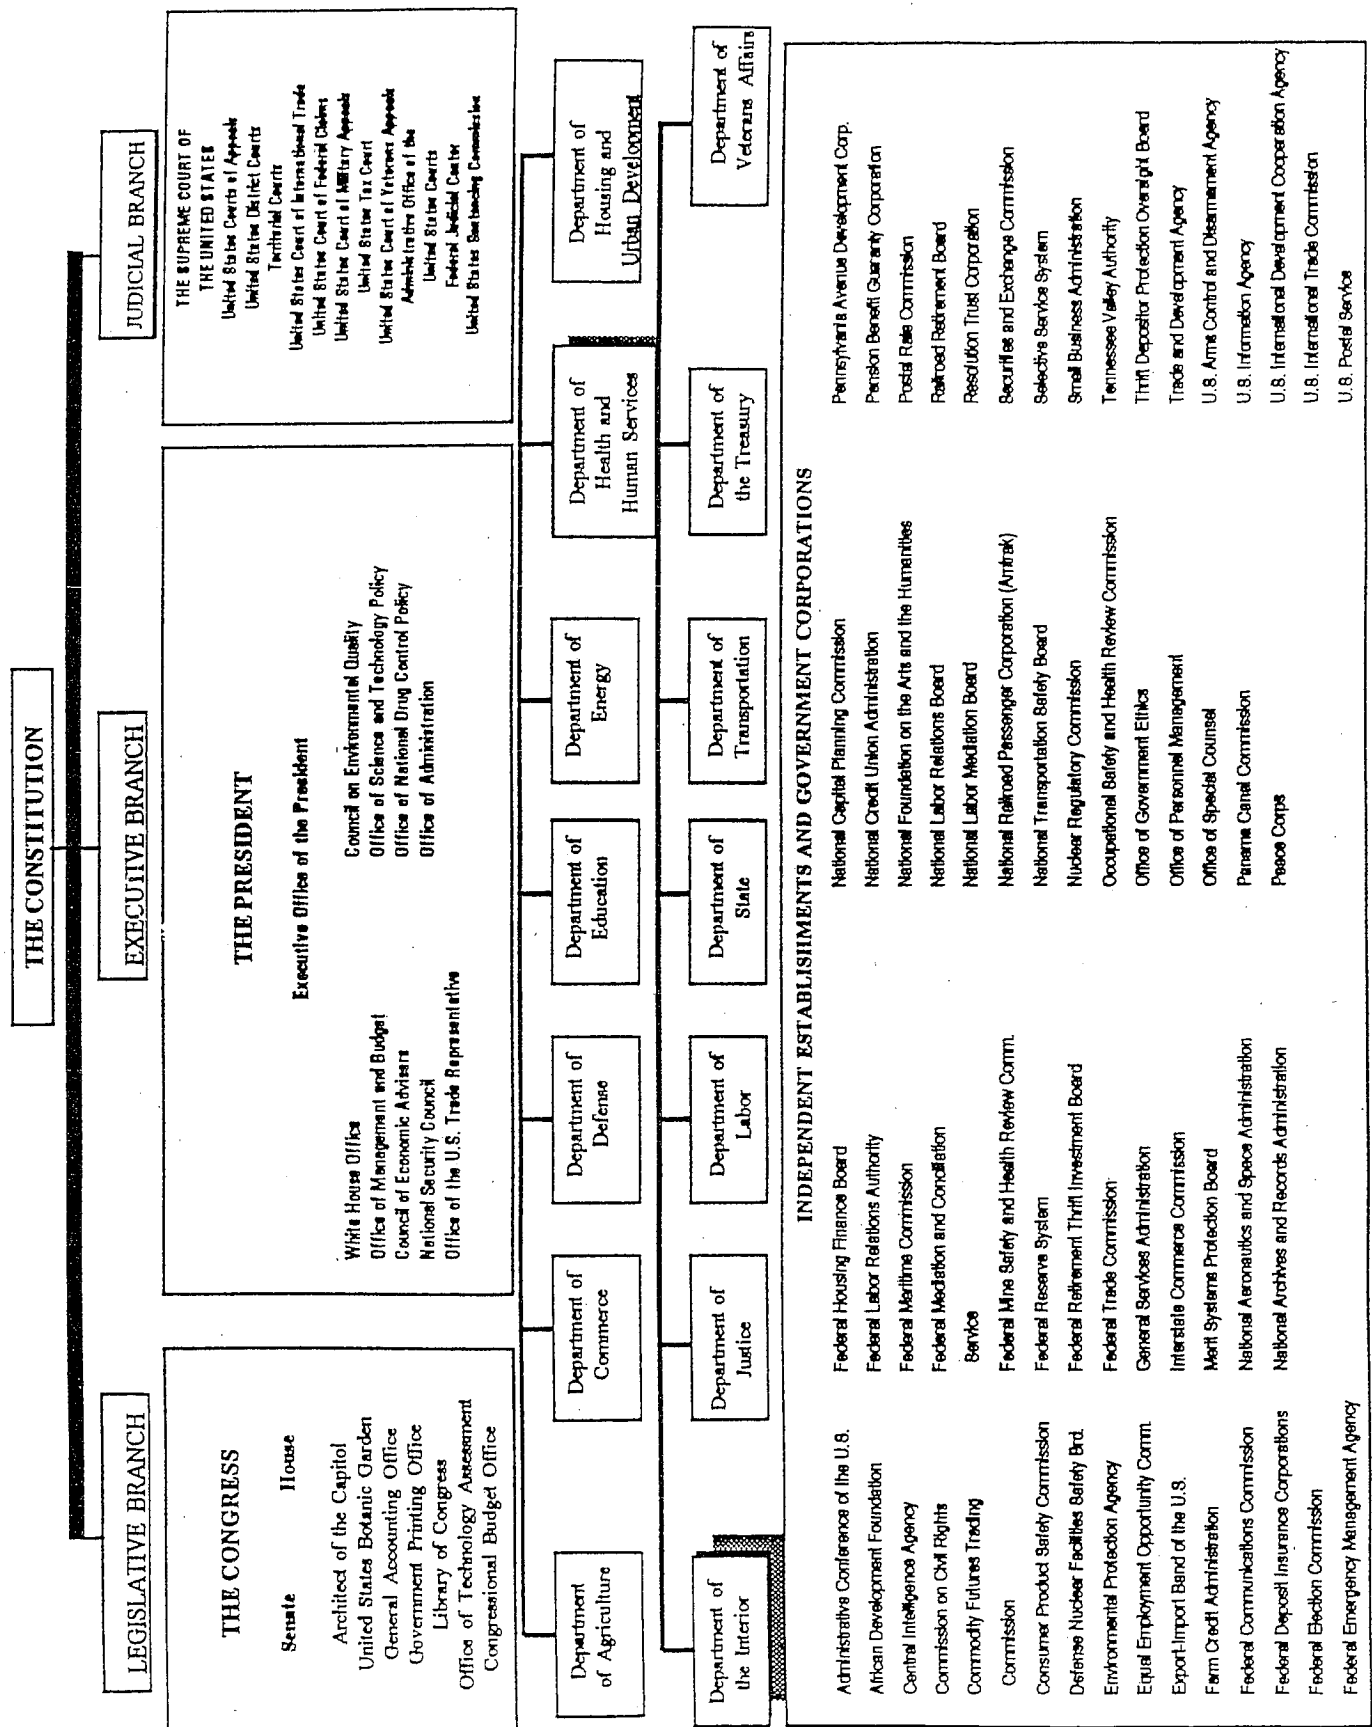 THE CONSTITUTION
LEGISLATIVE BRANCH
EXECUTIVE BRANCH
JUDICIAL BRANCH
THE CONGRESS
Senate House
Architect of the Capitol
United States Botanic Garden
General Accounting Office
Government Printing Office
Library of Congress
Office of Technology Assessment
Congressional Budget Office
THE PRESIDENT
Executive Office of the President
White House Office
Office of Management and Budget
Council of Economic Advisers
National Security Council
Office of the U.S. Trade Representative
Council on Environmental Quality
Office of Science and Technology Policy
Office of National Drug Control Policy
Office of Administration
THE SUPREME COURT OF
THE UNITED STATES
United States Courts of Appeals
United States District Courts
Territorial Courts
United States Court of International Trade
United States Court of Federal Claims
United States Court of Military Appeals
United States Tax Court
United States Court of Veterans Appeals
Administrative Office of the
United States Courts
Federal Judicial Center
United States Sentencing Commission
Department
of Agriculture
Department of
Commerce
Department of
Defense
Department of
Education
Department of
Energy
Department of
Health and
Human Services
Department of
Housing and
Urban Development
Department of
the Interior
Department of
Justice
Department of
Labor
Department of
State
Department of
Transportation
Department of
the Treasury
Department of
Veterans Affairs
INDEPENDENT ESTABLISHMENTS AND GOVERNMENT CORPORATIONS
Administrative Conference of the U.S.
African Development Foundation
Central Intelligence Agency
Commission on Civil Rights
Commodity Futures Trading
Commission
Consumer Product Safety Commission
Defense Nuclear Facilities Safety Brd.
Environmental Protection Agency
Equal Employment Opportunity Comm.
Export-Import Band of the U.S.
Farm Credit Administration
Federal Communications Commission
Federal Deposit Insurance Corporations
Federal Election Commission
Federal Emergency Management Agency
Federal Housing Finance Board
Federal Labor Relations Authority
Federal Maritime Commission
Federal Mediation and Conciliation
Service
Federal Mine Safety and Health Review Comm.
Federal Reserve System
Federal Retirement Thrift Investment Board
Federal Trade Commission
General Services Administration
Interstate Commerce Commission
Merit Systems Protection Board
National Aeronautics and Space Administration
National Archives and Records Administration
National Capital Planning Commission
National Credit Union Administration
National Foundation on the Arts and the Humanities
National Labor Relations Board
National Labor Mediation Board
National Railroad Passenger Corporation (Amtrak)
National Transportation Safety Board
Nuclear Regulatory Commission
Occupational Safety and Health Review Commission
Office of Government Ethics
Office of Personnel Management
Office of Special Counsel
Panama Canal Commission
Peace Corps
Pennsylvania Avenue Development Corp.
Pension Benefit Guaranty Corporation
Postal Rate Commission
Railroad Retirement Board
Resolution Trust Corporation
Securities and Exchange Commission
Selective Service System
Small Business Administration
Tennessee Valley Authority
Thrift Depositor Protection Oversight Board
Trade and Development Agency
U.S. Arms Control and Disarmament Agency
U.S. Information Agency
U.S. International Development Cooperation Agency
U.S. International Trade Commission
U.S. Postal Service